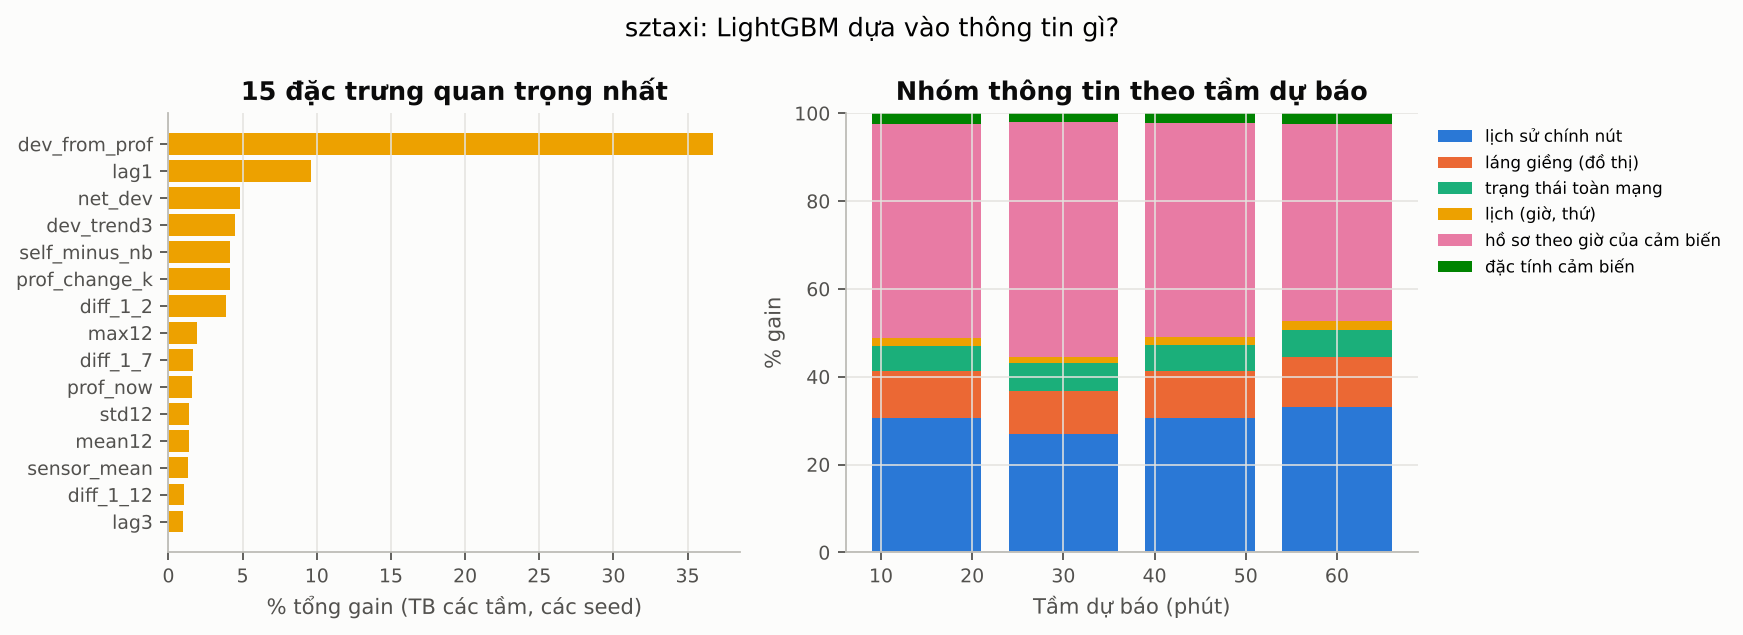 sztaxi: LightGBM dựa vào thông tin gì?
15 đặc trưng quan trọng nhất
dev_from_prof
lag1
net_dev
dev_trend3
self_minus_nb
prof_change_k
diff_1_2
max12
diff_1_7
prof_now
std12
mean12
sensor_mean
diff_1_12
lag3
0 5 10 15 20 25 30 35
% tổng gain (TB các tầm, các seed)
Nhóm thông tin theo tầm dự báo
% gain
100
80
60
40
20
0
10 20 30 40 50 60
Tầm dự báo (phút)
lịch sử chính nút
láng giềng (đồ thị)
trạng thái toàn mạng
lịch (giờ, thứ)
hồ sơ theo giờ của cảm biến
đặc tính cảm biến